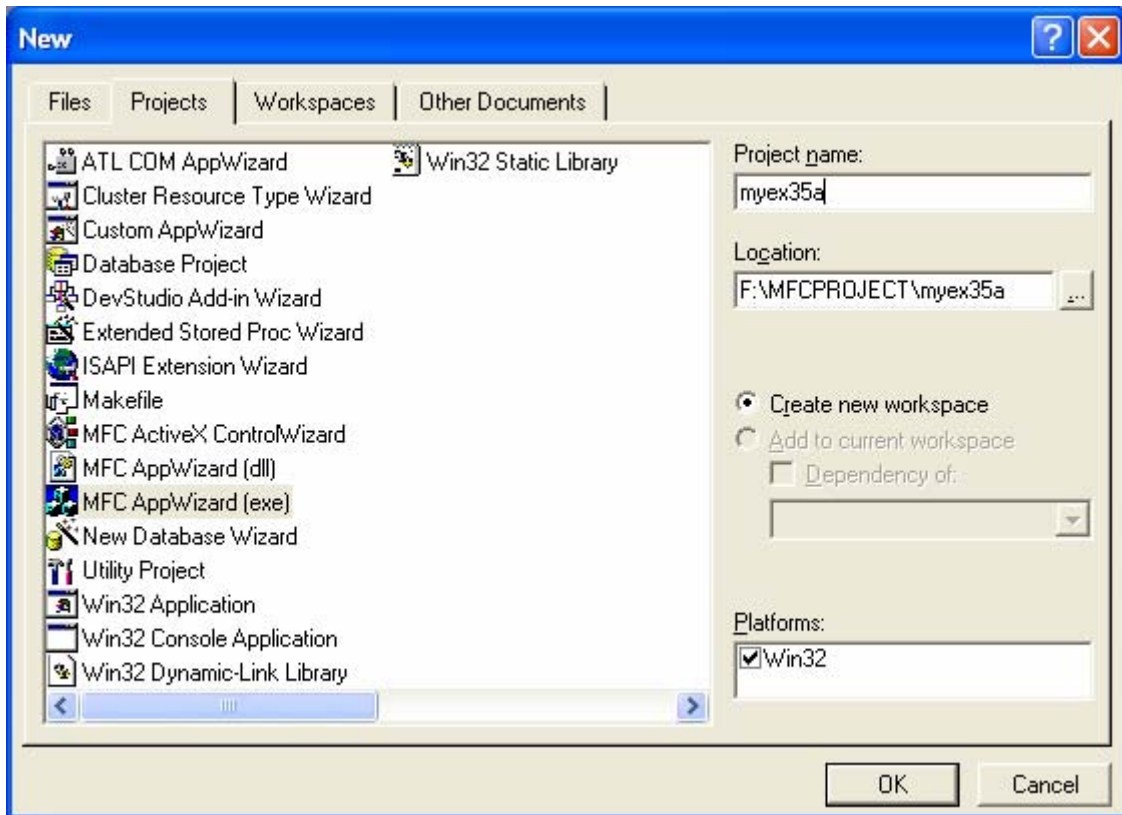 New
Files
Projects
Workspaces
Other Documents
ATL COM AppWizard
Cluster Resource Type Wizard
Custom AppWizard
Database Project
DevStudio Add-in Wizard
Extended Stored Proc Wizard
ISAPI Extension Wizard
Makefile
MFC ActiveX ControlWizard
MFC AppWizard (dll)
MFC AppWizard (exe)
New Database Wizard
Utility Project
Win32 Application
Win32 Console Application
Win32 Dynamic-Link Library
Win32 Static Library
Project name:
myex35a
Location:
F:\MFCPROJECT\myex35a
...
Create new workspace
Add to current workspace
Dependency of:
Platforms:
Win32
OK
Cancel